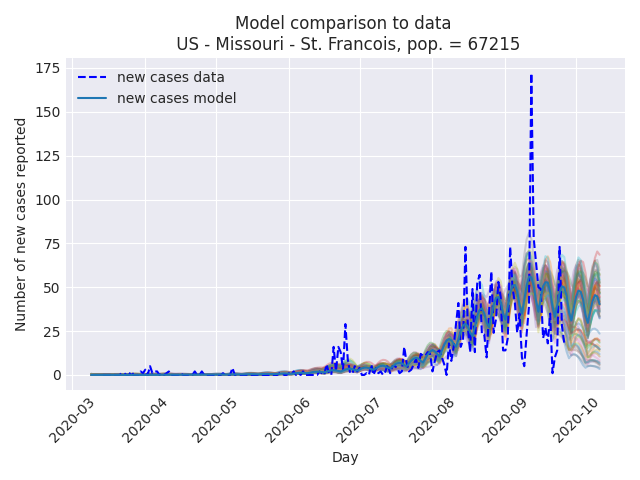 Model comparison to data
US - Missouri - St. Francois, pop. = 67215
new cases data
new cases model
Number of new cases reported
175
150
125
100
75
50
25
0
2020-03
2020-04
2020-05
2020-06
2020-07
2020-08
2020-09
2020-10
Day